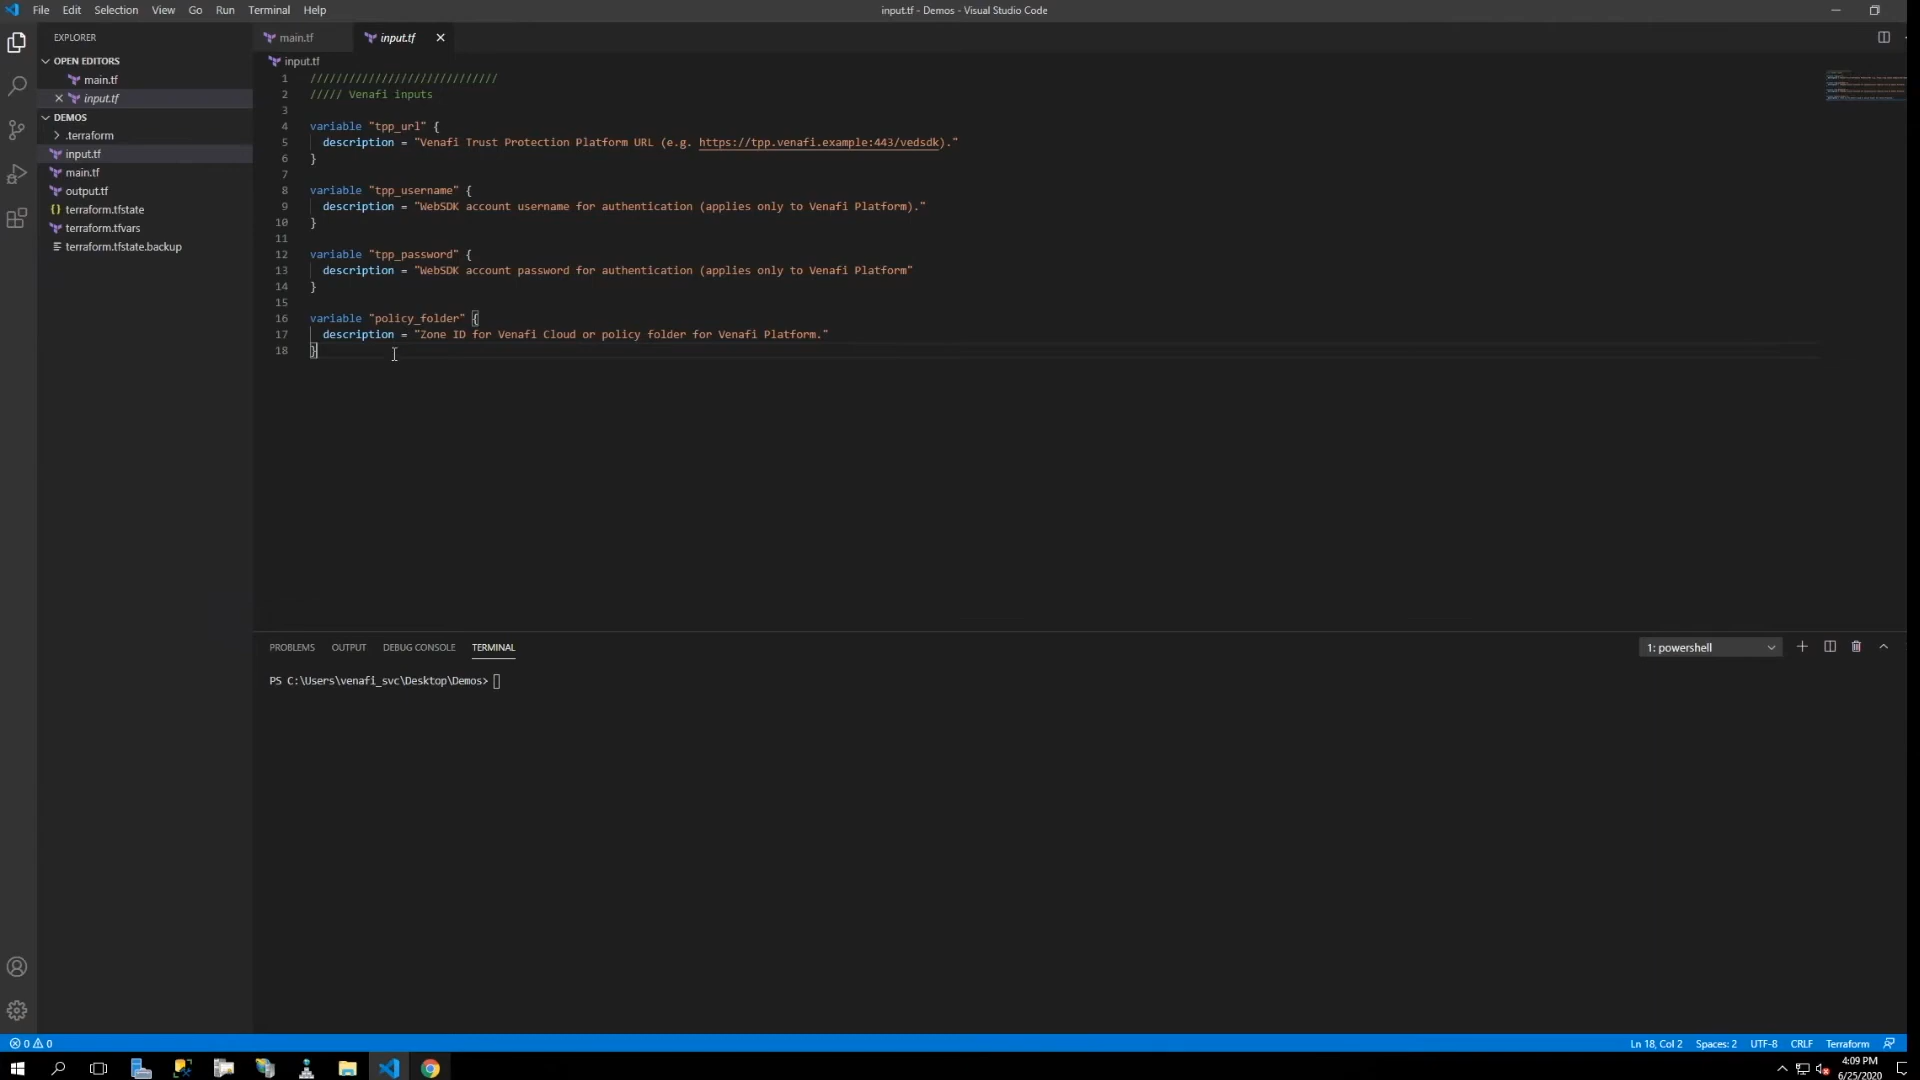 File Edit Selection View Go Run Terminal Help
input.tf - Demos - Visual Studio Code
EXPLORER
OPEN EDITORS
main.tf
input.tf
DEMOS
.terraform
input.tf
main.tf
output.tf
terraform.tfstate
terraform.tfvars
terraform.tfstate.backup
main.tf input.tf
input.tf
1 /////////////////////////////
2 ///// Venafi inputs
3
4 variable "tpp_url" {
5 description = "Venafi Trust Protection Platform URL (e.g. https://tpp.venafi.example:443/vedsdk)."
6 }
7
8 variable "tpp_username" {
9 description = "WebSDK account username for authentication (applies only to Venafi Platform)."
10 }
11
12 variable "tpp_password" {
13 description = "WebSDK account password for authentication (applies only to Venafi Platform"
14 }
15
16 variable "policy_folder" {
17 description = "Zone ID for Venafi Cloud or policy folder for Venafi Platform."
18 }
PROBLEMS OUTPUT DEBUG CONSOLE TERMINAL
1: powershell
PS C:\Users\venafi_svc\Desktop\Demos>
0 0
Ln 18, Col 2 Spaces: 2 UTF-8 CRLF Terraform
4:09 PM
6/25/2020